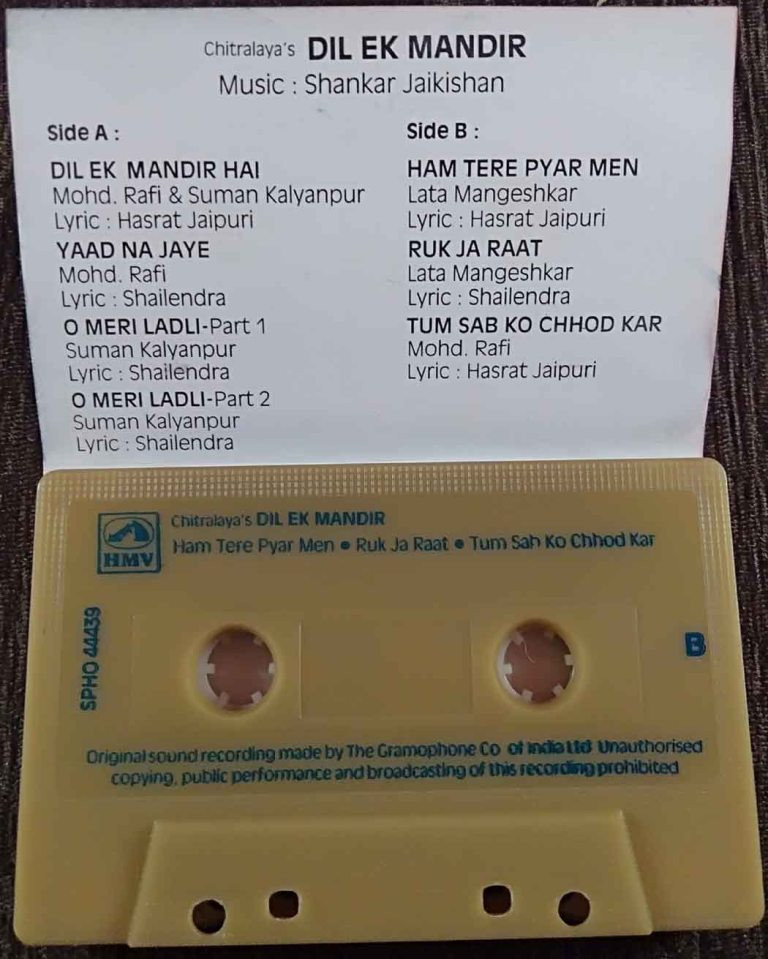 Chitralaya's DIL EK MANDIR
Music : Shankar Jaikishan
Side A :
DIL EK MANDIR HAI
Mohd. Rafi & Suman Kalyanpur
Lyric : Hasrat Jaipuri
YAAD NA JAYE
Mohd. Rafi
Lyric : Shailendra
O MERI LADLI-Part 1
Suman Kalyanpur
Lyric : Shailendra
O MERI LADLI-Part 2
Suman Kalyanpur
Lyric : Shailendra
Side B :
HAM TERE PYAR MEN
Lata Mangeshkar
Lyric : Hasrat Jaipuri
RUK JA RAAT
Lata Mangeshkar
Lyric : Shailendra
TUM SAB KO CHHOD KAR
Mohd. Rafi
Lyric : Hasrat Jaipuri
HMV
Chitralaya's DIL EK MANDIR
Ham Tere Pyar Men ● Ruk Ja Raat ● Tum Sab Ko Chhod Kar
SPHO 44439
B
Original sound recording made by The Gramophone Co of India Ltd Unauthorised
copying, public performance and broadcasting of this recording prohibited